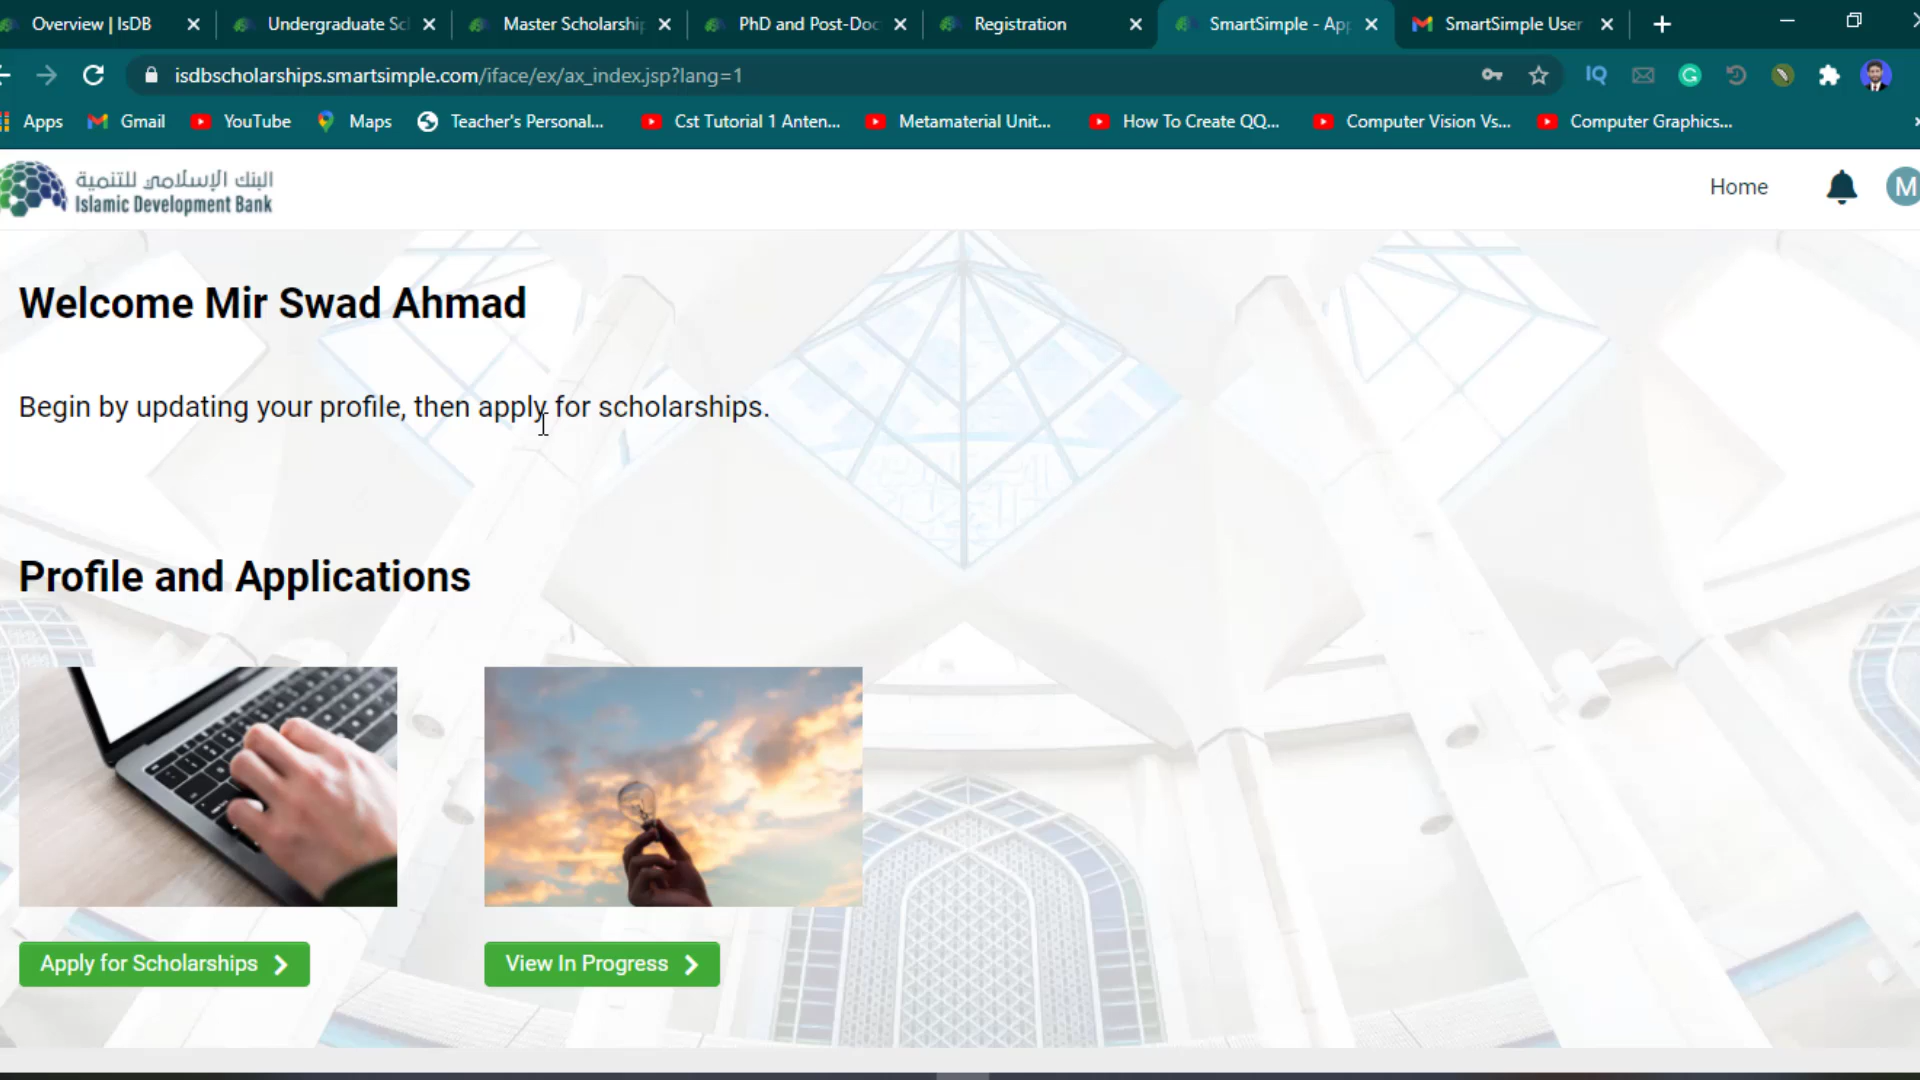 Overview | IsDB
Undergraduate Sc
Master Scholarship
PhD and Post-Doc
Registration
SmartSimple - App
SmartSimple User
isdbscholarships.smartsimple.com/iface/ex/ax_index.jsp?lang=1
IQ
G
Apps
Gmail
YouTube
Maps
Teacher's Personal...
Cst Tutorial 1 Anten...
Metamaterial Unit...
How To Create QQ...
Computer Vision Vs...
Computer Graphics...
البنك الإسلامي للتنمية
Islamic Development Bank
Home
M
Welcome Mir Swad Ahmad
Begin by updating your profile, then apply for scholarships.
Profile and Applications
Apply for Scholarships
View In Progress